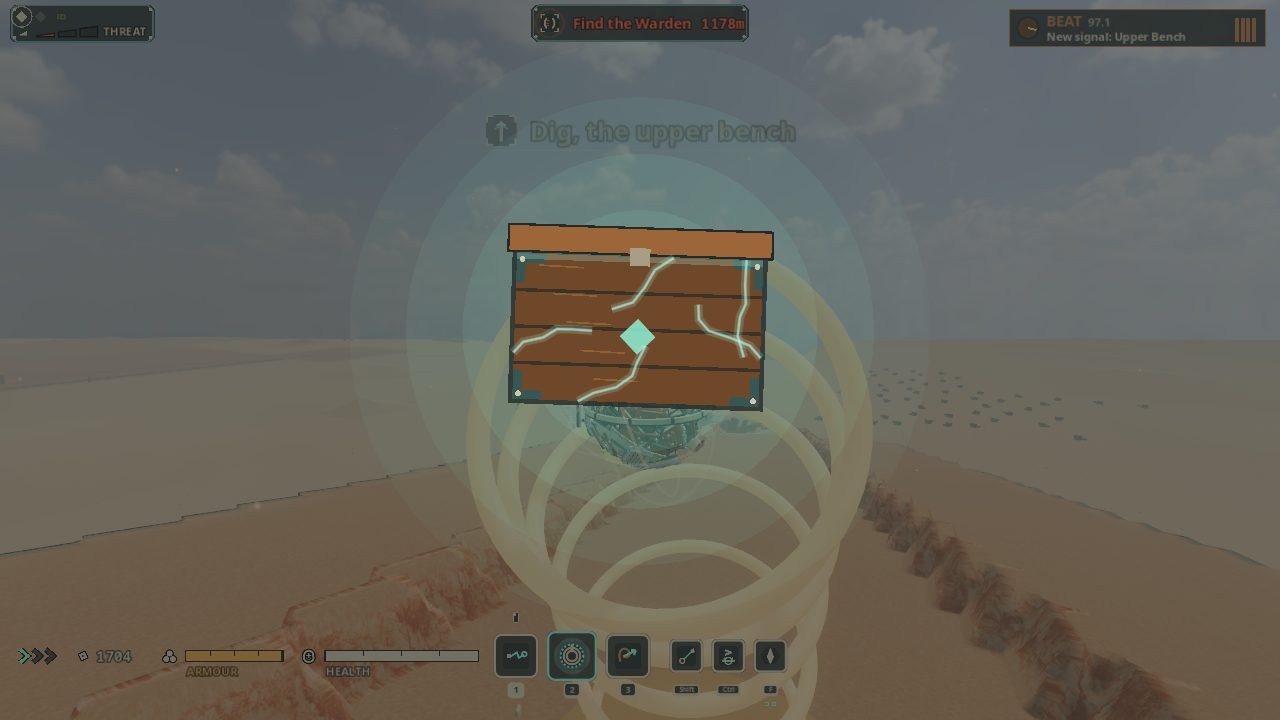 THREAT
Find the Warden 1178m
BEAT 97.1
New signal: Upper Bench
Dig, the upper bench
1704
ARMOUR
HEALTH
1
2
3
Shift
Ctrl
F